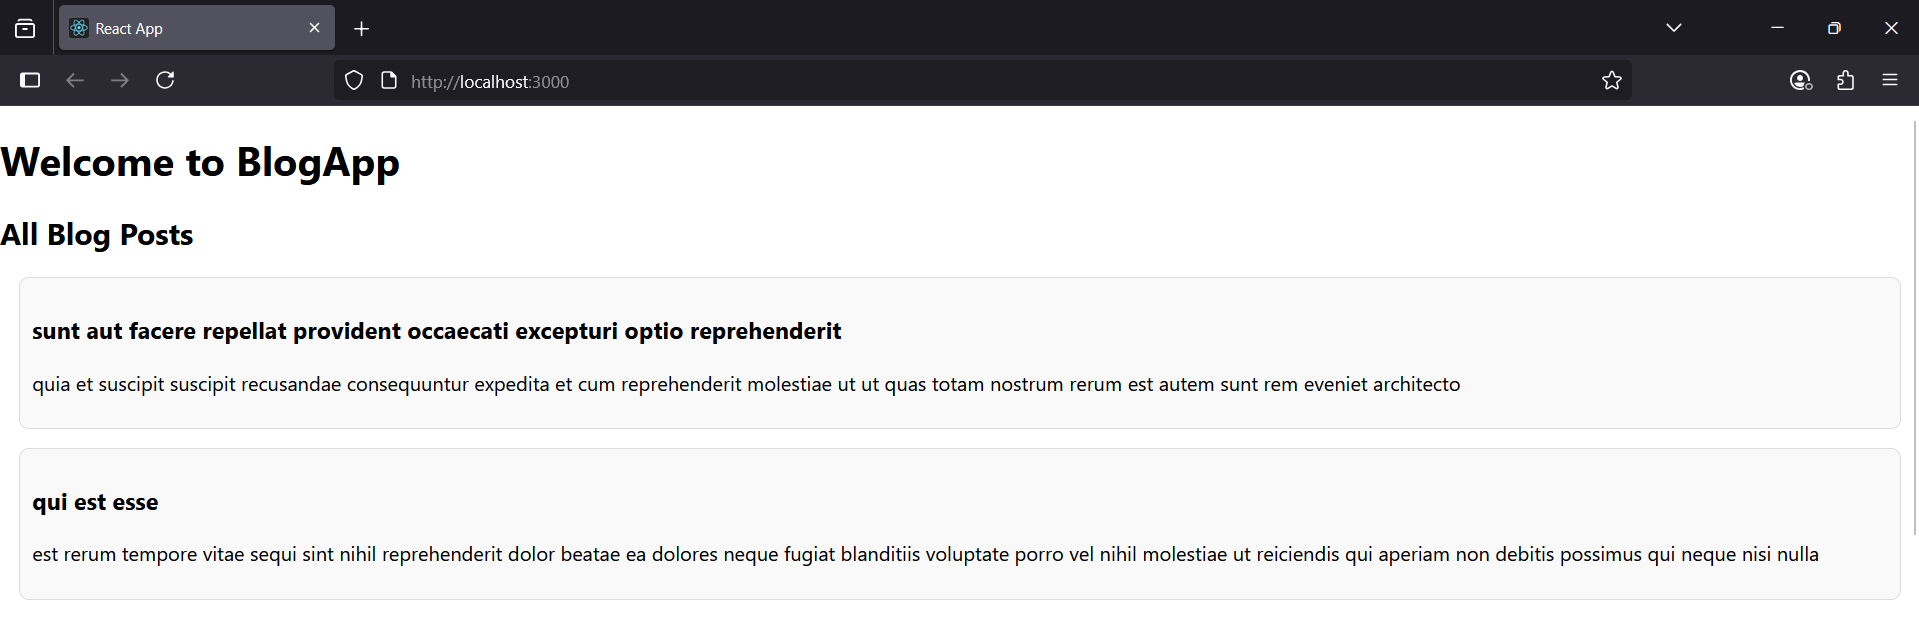 React App
http://localhost:3000
Welcome to BlogApp
All Blog Posts
sunt aut facere repellat provident occaecati excepturi optio reprehenderit
quia et suscipit suscipit recusandae consequuntur expedita et cum reprehenderit molestiae ut ut quas totam nostrum rerum est autem sunt rem eveniet architecto
qui est esse
est rerum tempore vitae sequi sint nihil reprehenderit dolor beatae ea dolores neque fugiat blanditiis voluptate porro vel nihil molestiae ut reiciendis qui aperiam non debitis possimus qui neque nisi nulla